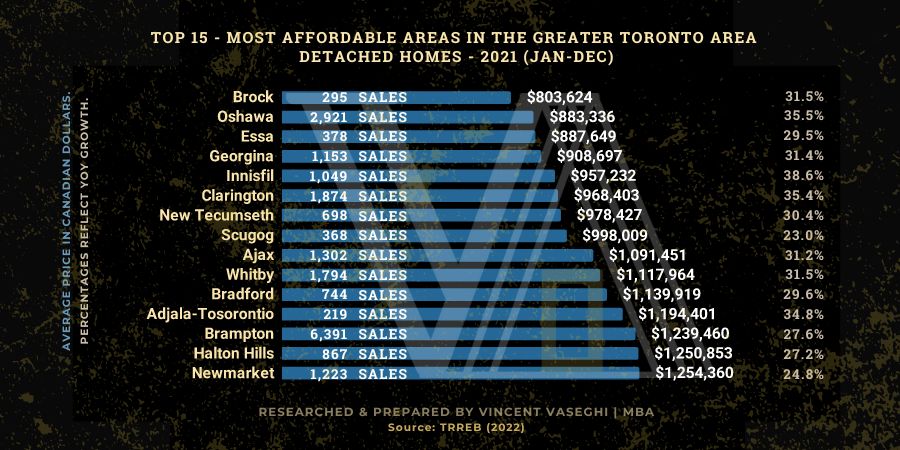 TOP 15 - MOST AFFORDABLE AREAS IN THE GREATER TORONTO AREA
DETACHED HOMES - 2021 (JAN-DEC)
AVERAGE PRICE IN CANADIAN DOLLARS.
PERCENTAGES REFLECT YOY GROWTH.
Brock 295 SALES $803,624 31.5%
Oshawa 2,921 SALES $883,336 35.5%
Essa 378 SALES $887,649 29.5%
Georgina 1,153 SALES $908,697 31.4%
Innisfil 1,049 SALES $957,232 38.6%
Clarington 1,874 SALES $968,403 35.4%
New Tecumseth 698 SALES $978,427 30.4%
Scugog 368 SALES $998,009 23.0%
Ajax 1,302 SALES $1,091,451 31.2%
Whitby 1,794 SALES $1,117,964 31.5%
Bradford 744 SALES $1,139,919 29.6%
Adjala-Tosorontio 219 SALES $1,194,401 34.8%
Brampton 6,391 SALES $1,239,460 27.6%
Halton Hills 867 SALES $1,250,853 27.2%
Newmarket 1,223 SALES $1,254,360 24.8%
RESEARCHED & PREPARED BY VINCENT VASEGHI | MBA
Source: TRREB (2022)